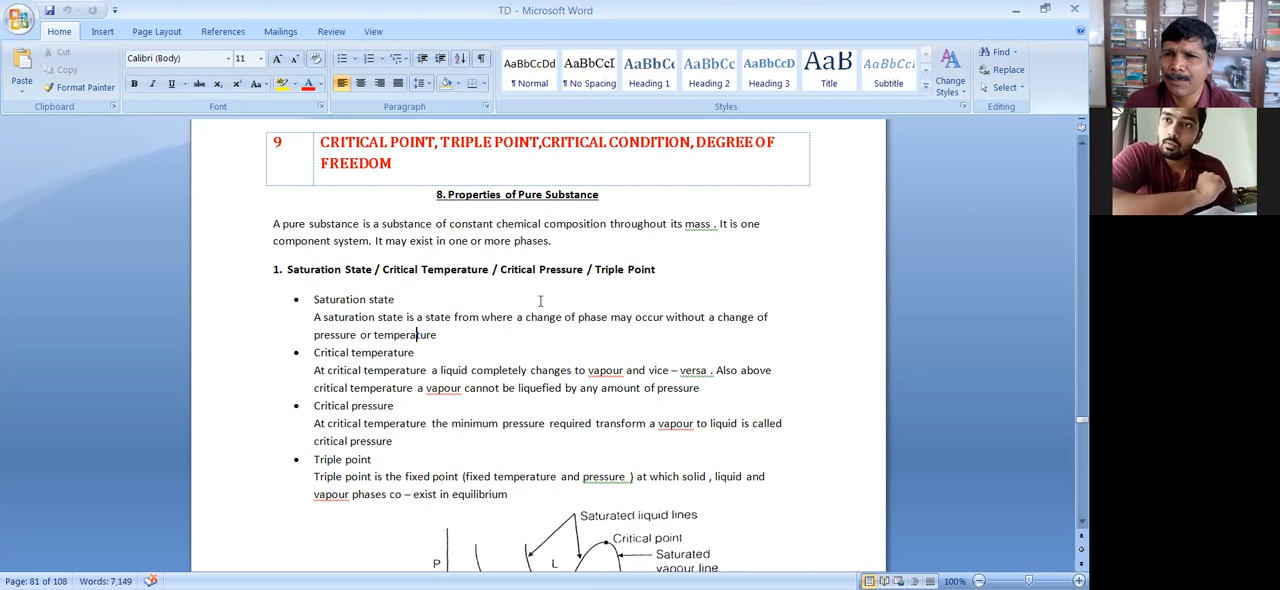 TD - Microsoft Word
Home Insert Page Layout References Mailings Review View
Cut
Copy
Format Painter
Paste
Clipboard
Calibri (Body) 11
B I U abc x₂ x² Aa
Font
Paragraph
AaBbCcDd AaBbCcI AaBbCc AaBbCc AaBbCcD AaB AaBbCcL
¶ Normal ¶ No Spacing Heading 1 Heading 2 Heading 3 Title Subtitle
Change
Styles
Styles
Find
Replace
Select
Editing
9 CRITICAL POINT, TRIPLE POINT,CRITICAL CONDITION, DEGREE OF
FREEDOM
8. Properties of Pure Substance
A pure substance is a substance of constant chemical composition throughout its mass . It is one
component system. It may exist in one or more phases.
1. Saturation State / Critical Temperature / Critical Pressure / Triple Point
• Saturation state
A saturation state is a state from where a change of phase may occur without a change of
pressure or temperature
• Critical temperature
At critical temperature a liquid completely changes to vapour and vice – versa . Also above
critical temperature a vapour cannot be liquefied by any amount of pressure
• Critical pressure
At critical temperature the minimum pressure required transform a vapour to liquid is called
critical pressure
• Triple point
Triple point is the fixed point (fixed temperature and pressure ) at which solid , liquid and
vapour phases co – exist in equilibrium
Saturated liquid lines
Critical point
Saturated
vapour line
P
L
Page: 81 of 108 Words: 7,149
100%